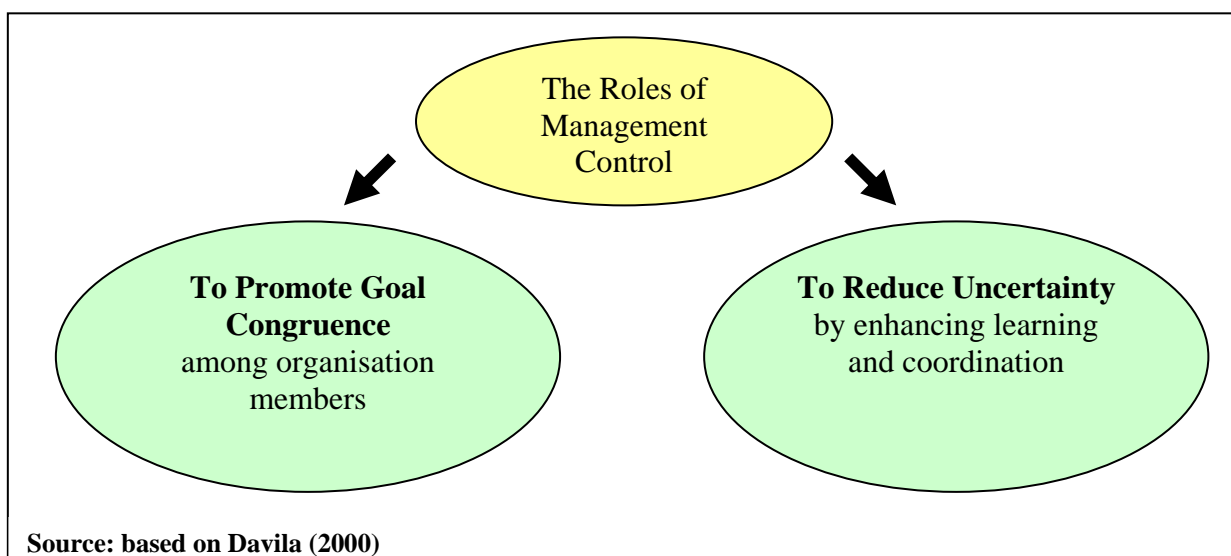 The Roles of
Management
Control
To Promote Goal
Congruence
among organisation
members
To Reduce Uncertainty
by enhancing learning
and coordination
Source: based on Davila (2000)